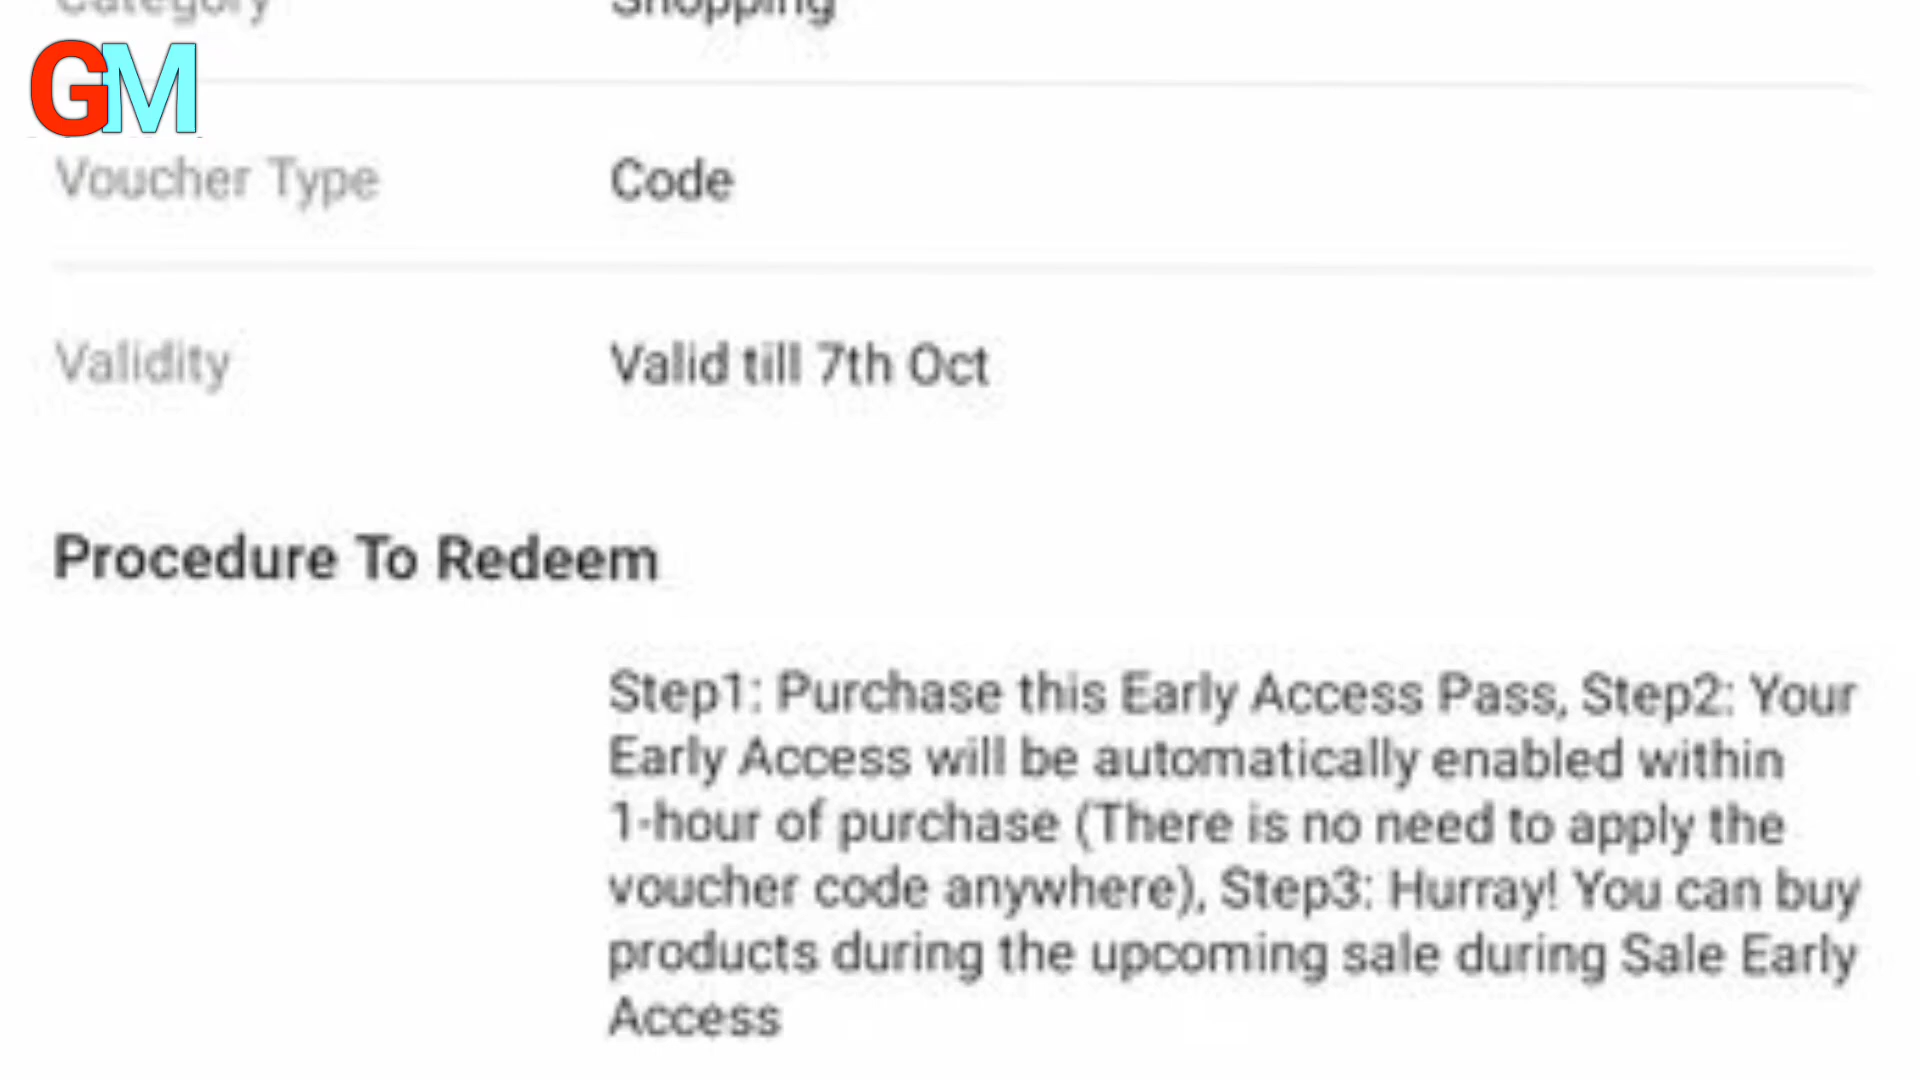 Category Shopping
GM
Voucher Type Code
Validity Valid till 7th Oct
Procedure To Redeem
Step1: Purchase this Early Access Pass, Step2: Your
Early Access will be automatically enabled within
1-hour of purchase (There is no need to apply the
voucher code anywhere), Step3: Hurray! You can buy
products during the upcoming sale during Sale Early
Access